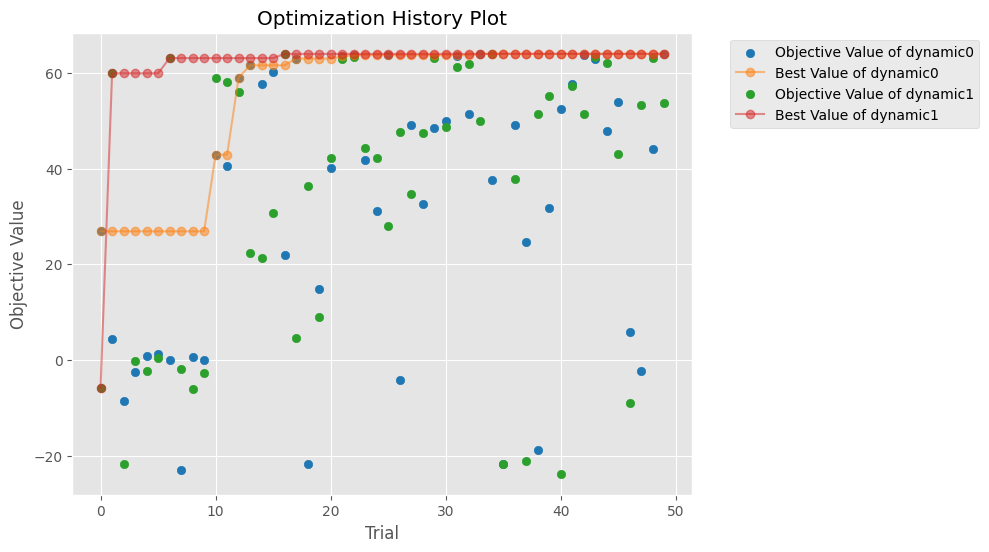 Optimization History Plot
Objective Value
60
40
20
0
−20
0 10 20 30 40 50
Trial
Objective Value of dynamic0
Best Value of dynamic0
Objective Value of dynamic1
Best Value of dynamic1